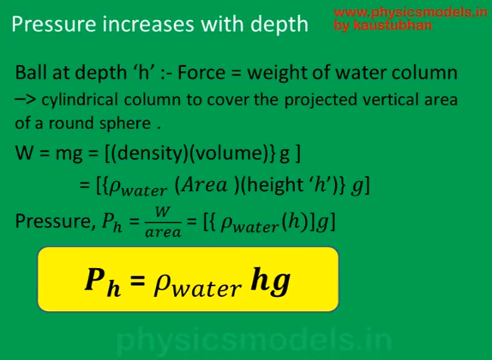 Pressure increases with depth
www.physicsmodels.in
by kaustubhan
Ball at depth ‘h’ :- Force = weight of water column
–> cylindrical column to cover the projected vertical area
of a round sphere .
W = mg = [(density)(volume)} g ]
= [{ρwater (Area )(height ‘h’)} g]
Pressure, Ph = W/area = [{ ρwater(h)]g]
Ph = ρwater hg
physicsmodels.in